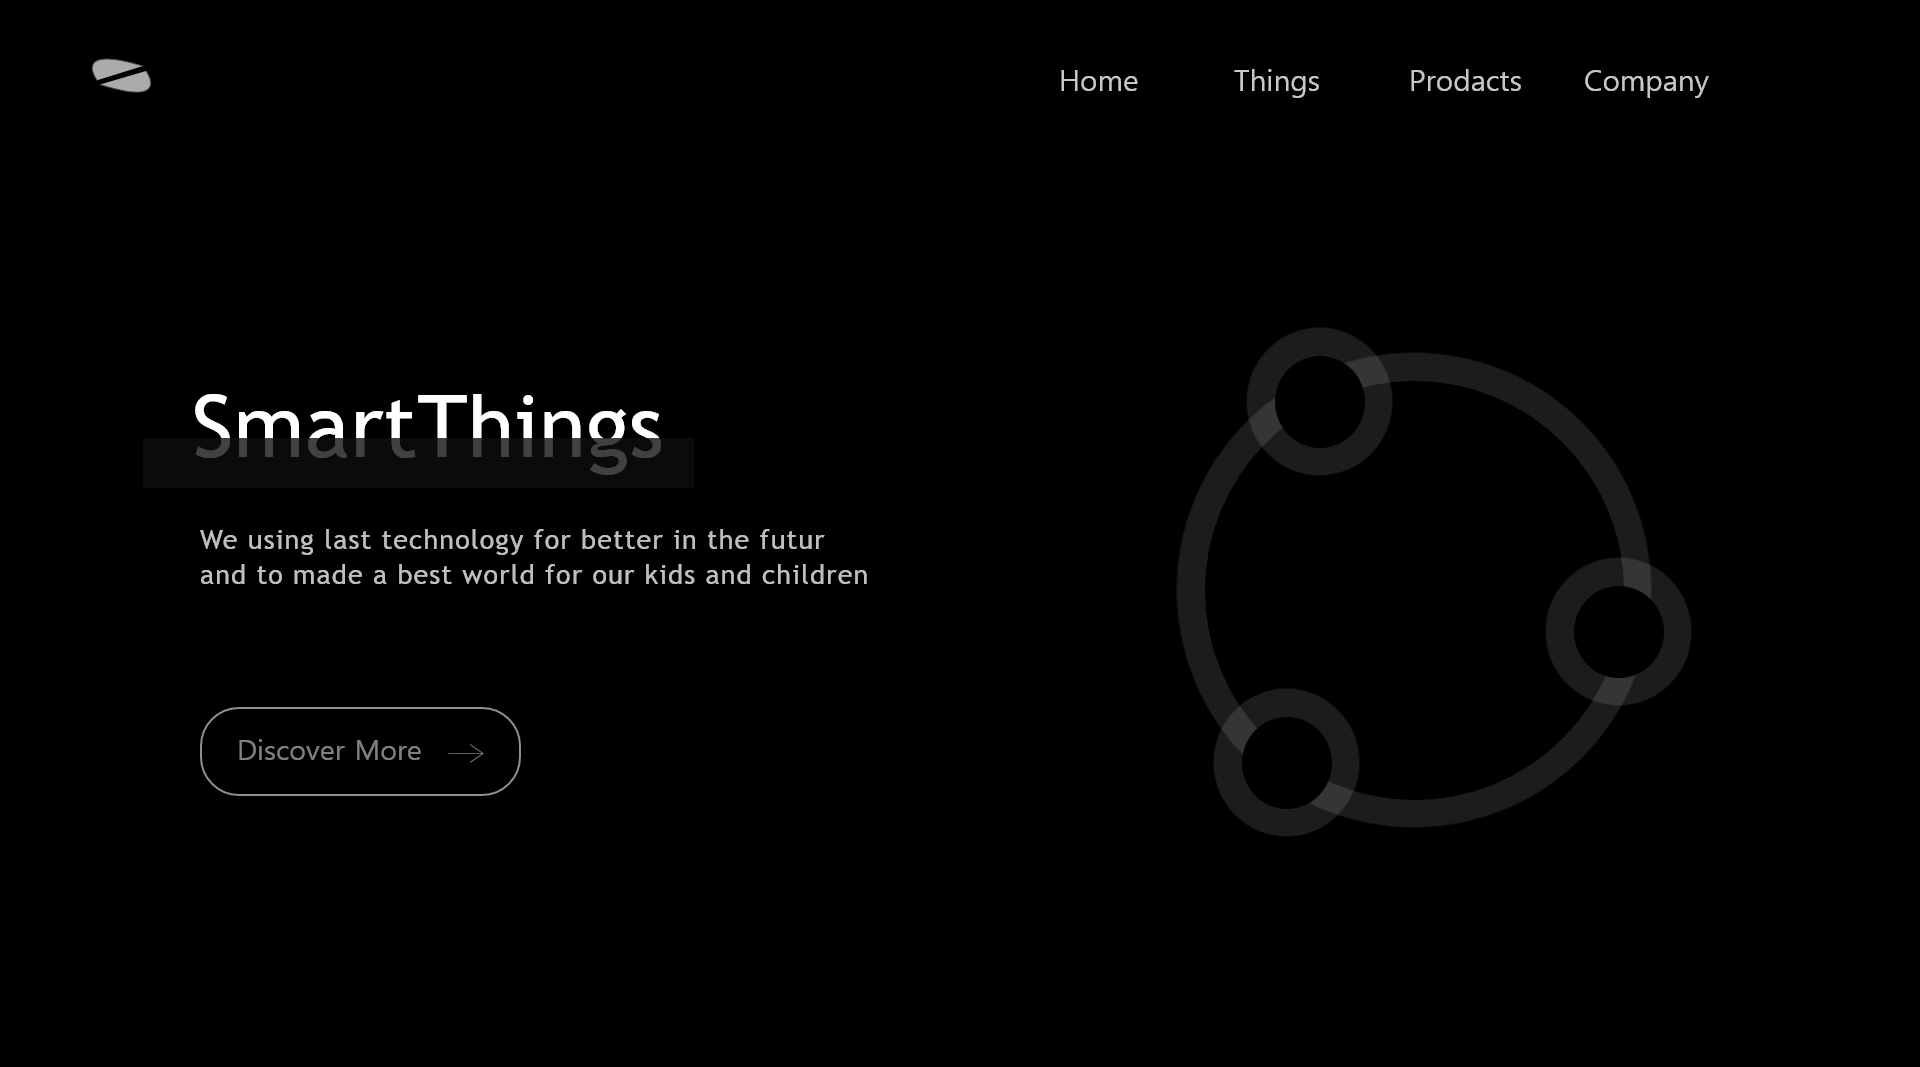 Home Things Prodacts Company
SmartThings
We using last technology for better in the futur
and to made a best world for our kids and children
Discover More